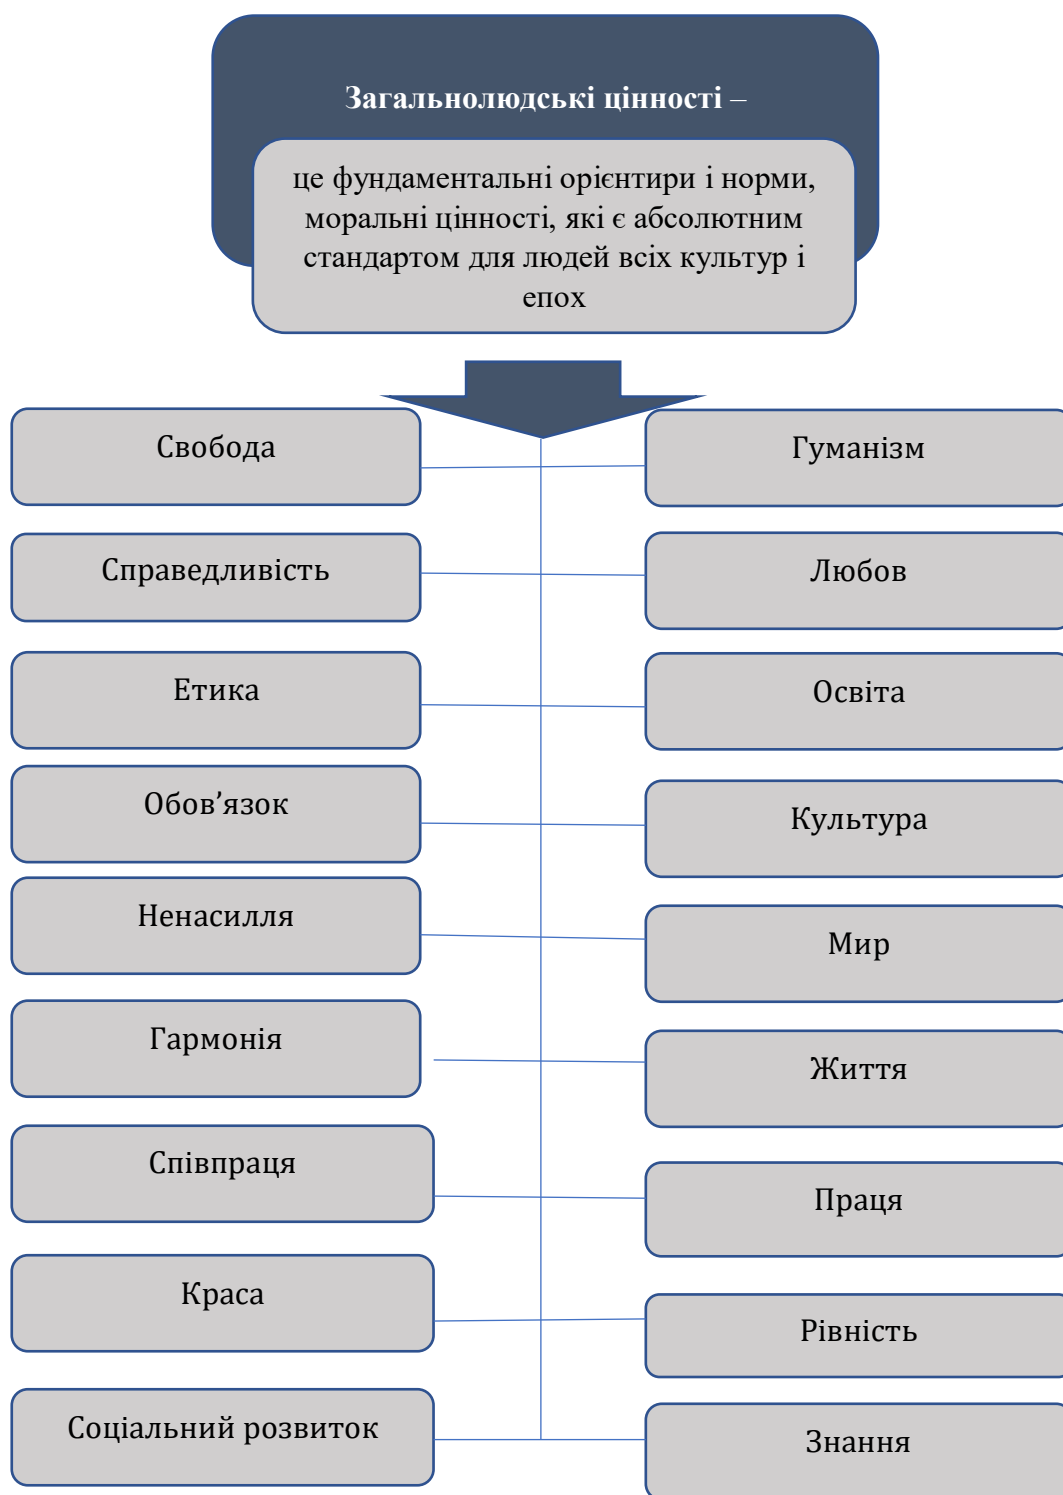 Загальнолюдські цінності –
це фундаментальні орієнтири і норми,
моральні цінності, які є абсолютним
стандартом для людей всіх культур і
епох
Свобода
Гуманізм
Справедливість
Любов
Етика
Освіта
Обов’язок
Культура
Ненасилля
Мир
Гармонія
Життя
Співпраця
Праця
Краса
Рівність
Соціальний розвиток
Знання